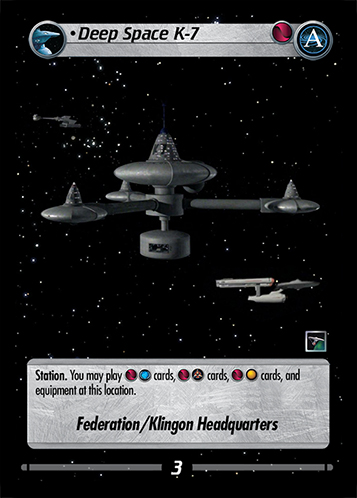 • Deep Space K-7
A
Station. You may play cards, cards, cards, and
equipment at this location.
Federation/Klingon Headquarters
3